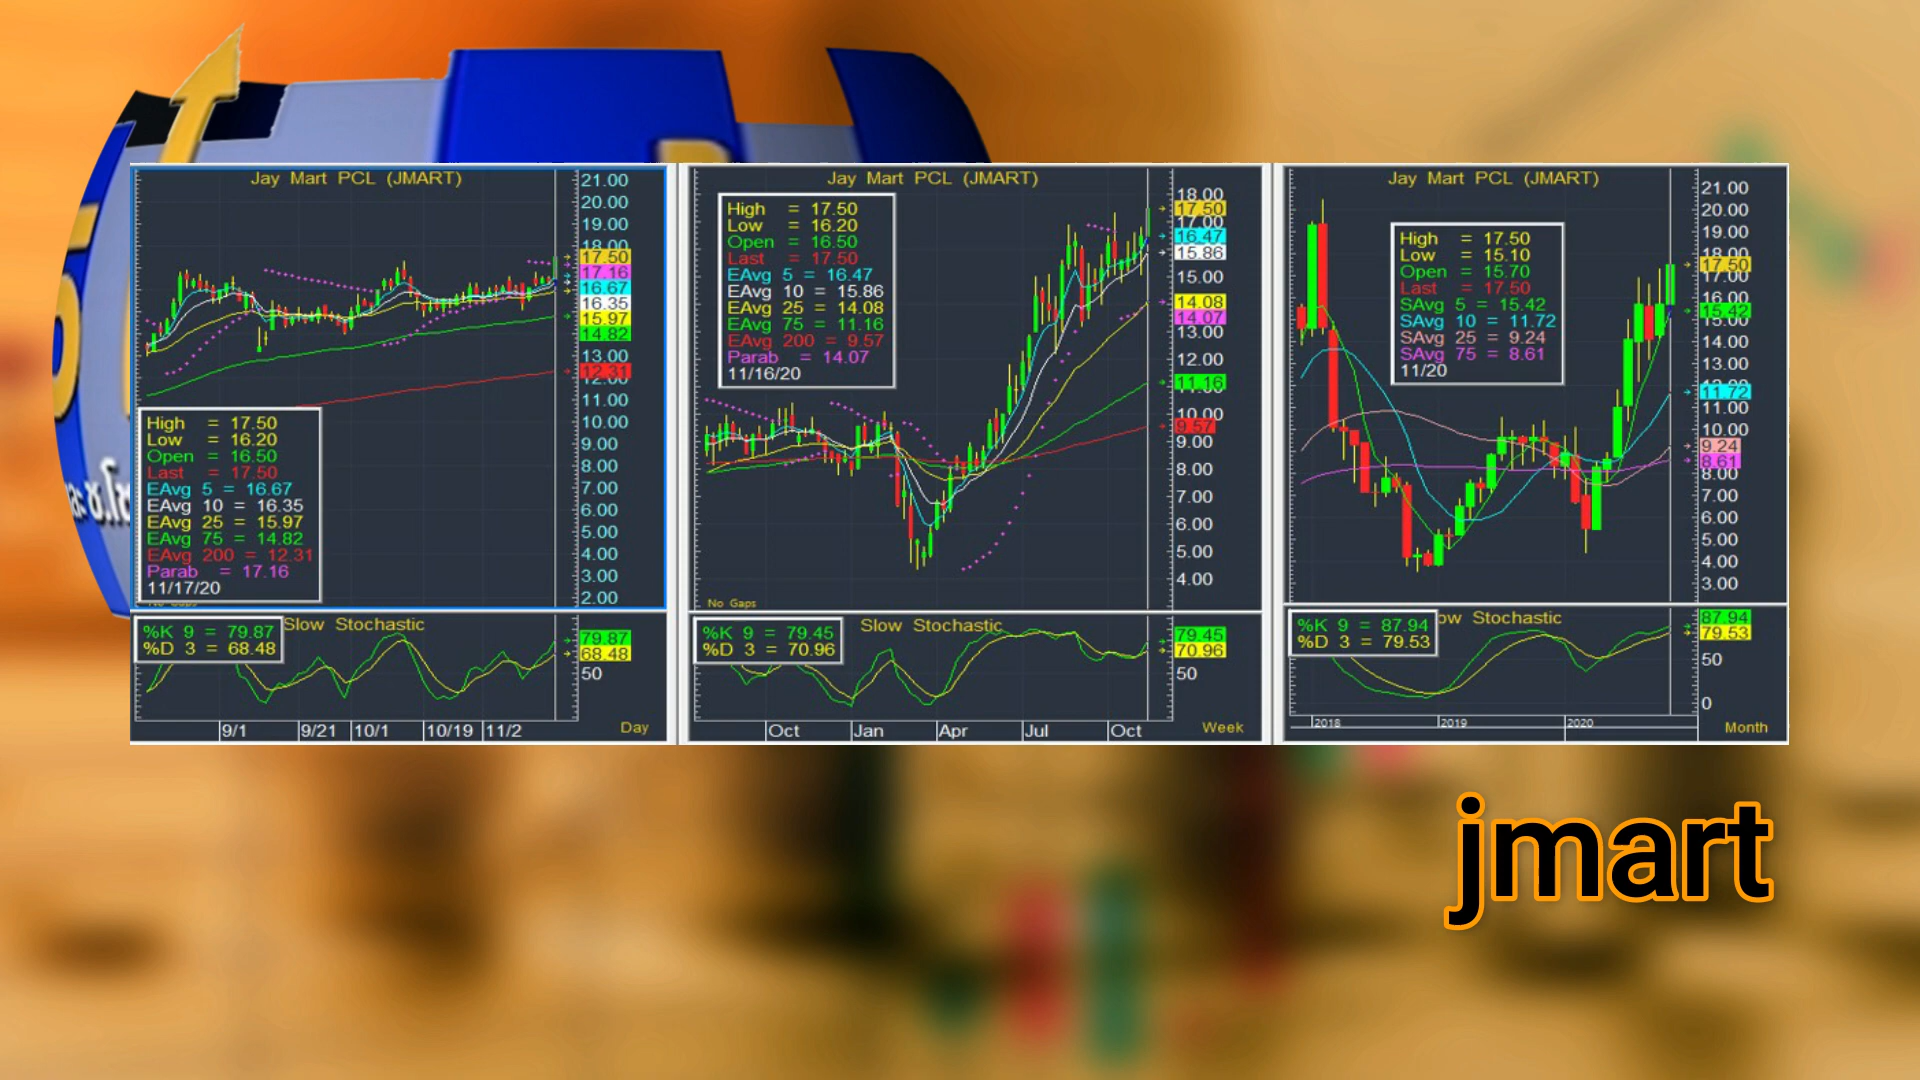 Jay Mart PCL (JMART)
21.00
20.00
19.00
18.00
17.50
17.16
16.67
16.35
15.97
14.82
13.00
12.31
12.00
11.00
10.00
9.00
8.00
7.00
6.00
5.00
4.00
3.00
2.00
High = 17.50
Low = 16.20
Open = 16.50
Last = 17.50
EAvg 5 = 16.67
EAvg 10 = 16.35
EAvg 25 = 15.97
EAvg 75 = 14.82
EAvg 200 = 12.31
Parab = 17.16
11/17/20
No Gaps
%K 9 = 79.87
%D 3 = 68.48
Slow Stochastic
79.87
68.48
50
9/1 9/21 10/1 10/19 11/2
Day
Jay Mart PCL (JMART)
High = 17.50
Low = 16.20
Open = 16.50
Last = 17.50
EAvg 5 = 16.47
EAvg 10 = 15.86
EAvg 25 = 14.08
EAvg 75 = 11.16
EAvg 200 = 9.57
Parab = 14.07
11/16/20
18.00
17.50
17.00
16.47
15.86
15.00
14.08
14.07
13.00
12.00
11.16
10.00
9.57
9.00
8.00
7.00
6.00
5.00
4.00
No Gaps
%K 9 = 79.45
%D 3 = 70.96
Slow Stochastic
79.45
70.96
50
Oct Jan Apr Jul Oct
Week
Jay Mart PCL (JMART)
High = 17.50
Low = 15.10
Open = 15.70
Last = 17.50
SAvg 5 = 15.42
SAvg 10 = 11.72
SAvg 25 = 9.24
SAvg 75 = 8.61
11/20
21.00
20.00
19.00
18.00
17.50
17.00
16.00
15.42
15.00
14.00
13.00
11.72
11.00
10.00
9.24
8.61
8.00
7.00
6.00
5.00
4.00
3.00
%K 9 = 87.94
%D 3 = 79.53
ow Stochastic
87.94
79.53
50
0
2018 2019 2020
Month
jmart